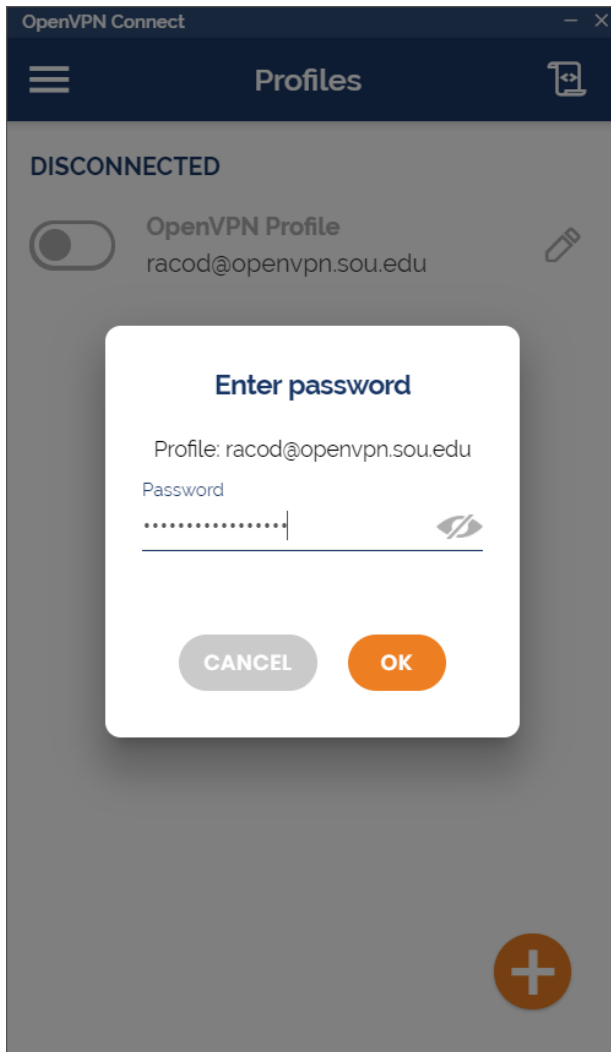 OpenVPN Connect
Profiles
DISCONNECTED
OpenVPN Profile
racod@openvpn.sou.edu
Enter password
Profile: racod@openvpn.sou.edu
Password
•••••••••••••••••
CANCEL
OK